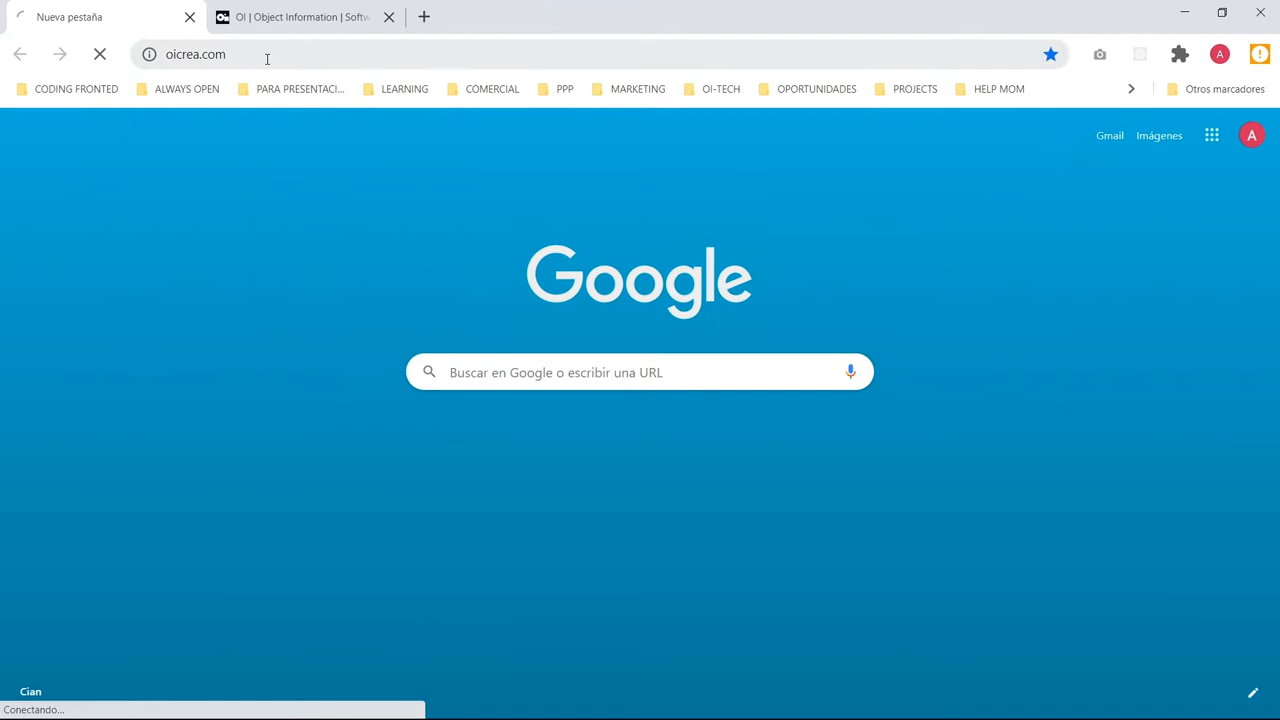 Nueva pestaña
OI | Object Information | Softw
oicrea.com
A
CODING FRONTED
ALWAYS OPEN
PARA PRESENTACI...
LEARNING
COMERCIAL
PPP
MARKETING
OI-TECH
OPORTUNIDADES
PROJECTS
HELP MOM
Otros marcadores
Gmail
Imágenes
A
Google
Buscar en Google o escribir una URL
Cian
Conectando...